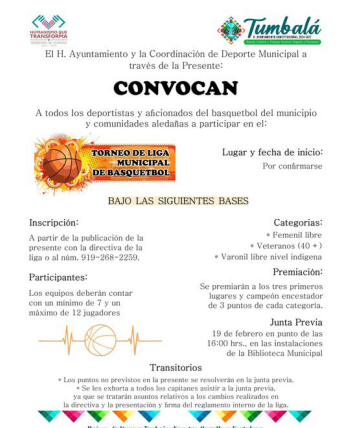 HUMANISMO QUE
TRANSFORMA
Tumbalá
El H. Ayuntamiento y la Coordinación de Deporte Municipal a
través de la Presente:
CONVOCAN
A todos los deportistas y aficionados del basquetbol del municipio
y comunidades aledañas a participar en el:
TORNEO DE LIGA
MUNICIPAL
DE BASQUETBOL
Lugar y fecha de inicio:
Por confirmarse
BAJO LAS SIGUIENTES BASES
Inscripción:
A partir de la publicación de la
presente con la directiva de la
liga o al núm. 919-268-2259.
Participantes:
Los equipos deberán contar
con un mínimo de 7 y un
máximo de 12 jugadores
Categorías:
* Femenil libre
* Veteranos (40 + )
* Varonil libre nivel indígena
Premiación:
Se premiarán a los tres primeros
lugares y campeón encestador
de 3 puntos de cada categoría.
Junta Previa
19 de febrero en punto de las
16:00 hrs., en las instalaciones
de la Biblioteca Municipal
Transitorios
* Los puntos no previstos en la presente se resolverán en la junta previa.
* Se les exhorta a todos los capitanes asistir a la junta previa,
ya que se tratarán asuntos relativos a los cambios realizados en
la directiva y la presentación y firma del reglamento interno de la liga.